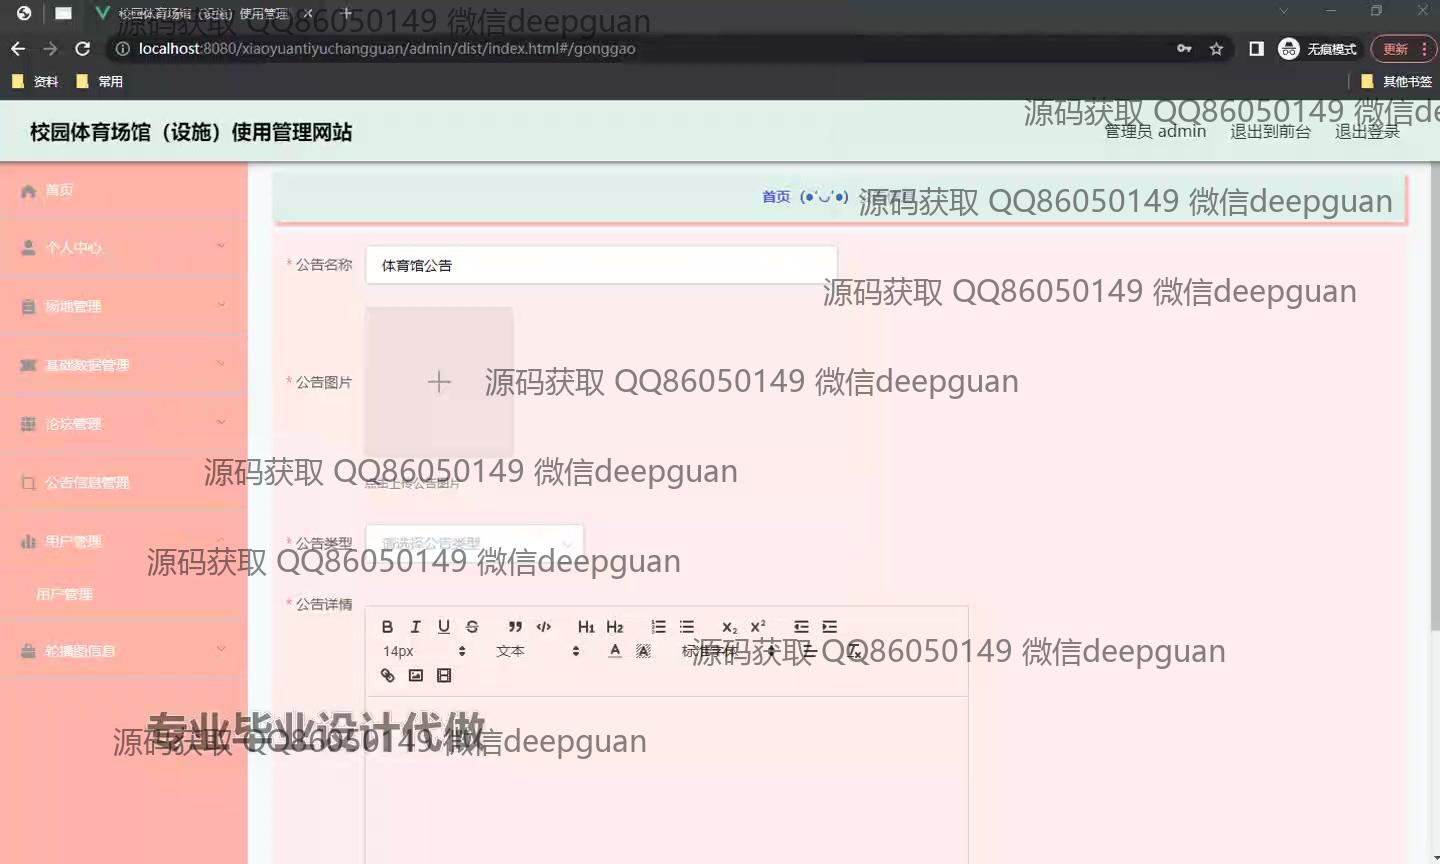 校园体育场馆（设施）使用管理 × +
源码获取 QQ86050149 微信deepguan
localhost:8080/xiaoyuantiyuchangguan/admin/dist/index.html#/gonggao
无痕模式
更新
资料
常用
其他书签
源码获取 QQ86050149 微信de
校园体育场馆（设施）使用管理网站
管理员 admin
退出到前台
退出登录
首页
首页 (●'◡'●)
源码获取 QQ86050149 微信deepguan
个人中心
* 公告名称
体育馆公告
源码获取 QQ86050149 微信deepguan
场地管理
基础数据管理
* 公告图片
源码获取 QQ86050149 微信deepguan
论坛管理
公告信息管理
源码获取 QQ86050149 微信deepguan
点击上传公告图片
用户管理
* 公告类型
请选择公告类型
源码获取 QQ86050149 微信deepguan
用户管理
* 公告详情
B I U S ” </> H1 H2 X₂ X²
14px 文本 A A 标准字体
源码获取 QQ86050149 微信deepguan
轮播图信息
专业毕业设计代做
源码获取 QQ86050149 微信deepguan